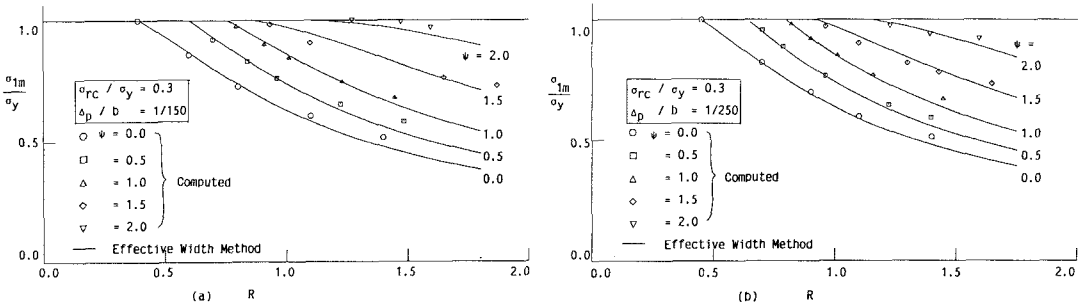 1.0
σ1m
σy
0.5
0.0
σrc / σy = 0.3
Δp / b = 1/150
○ ψ = 0.0
□ = 0.5
△ = 1.0
◇ = 1.5
▽ = 2.0
Computed
— Effective Width Method
ψ = 2.0
1.5
1.0
0.5
0.0
0.0
0.5
1.0
1.5
2.0
(a) R
1.0
σ1m
σy
0.5
0.0
σrc / σy = 0.3
Δp / b = 1/250
○ ψ = 0.0
□ = 0.5
△ = 1.0
◇ = 1.5
▽ = 2.0
Computed
— Effective Width Method
ψ =
2.0
1.5
1.0
0.5
0.0
0.0
0.5
1.0
1.5
2.0
(b) R